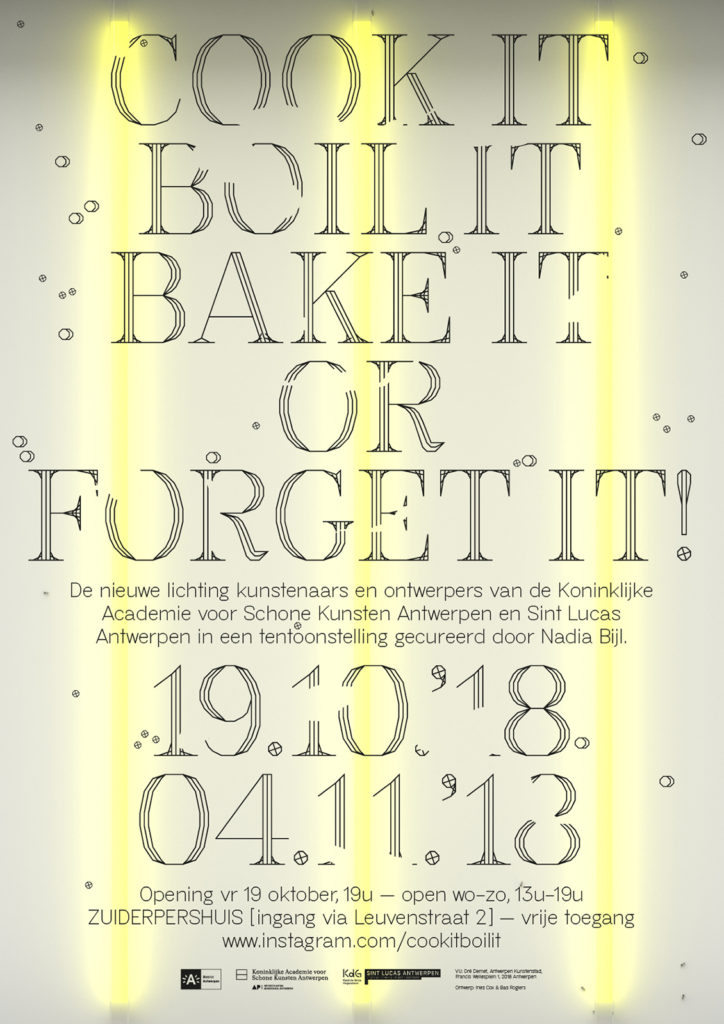 COOK IT
BOIL IT
BAKE IT
OR
FORGET IT!
De nieuwe lichting kunstenaars en ontwerpers van de Koninklijke
Academie voor Schone Kunsten Antwerpen en Sint Lucas
Antwerpen in een tentoonstelling gecureerd door Nadia Bijl.
19.10.'18
04.11.'18
Opening vr 19 oktober, 19u — open wo-zo, 13u-19u
ZUIDERPERSHUIS [ingang via Leuvenstraat 2] — vrije toegang
www.instagram.com/cookitboilit
A
Koninklijke Academie voor
Schone Kunsten Antwerpen
AP
KdG
SINT LUCAS ANTWERPEN